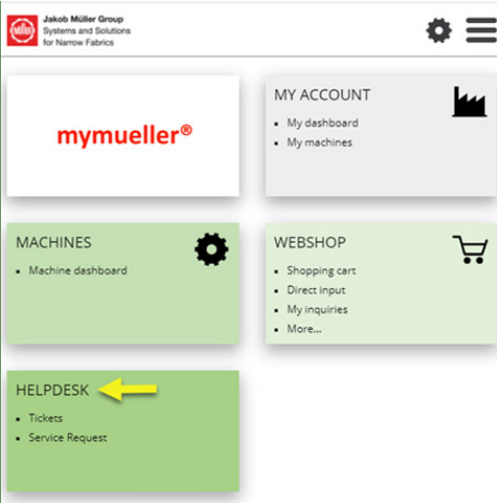 Jakob Müller Group
Systems and Solutions
for Narrow Fabrics
mymueller®
MY ACCOUNT
▪ My dashboard
▪ My machines
MACHINES
▪ Machine dashboard
WEBSHOP
▪ Shopping cart
▪ Direct input
▪ My inquiries
▪ More...
HELPDESK
▪ Tickets
▪ Service Request